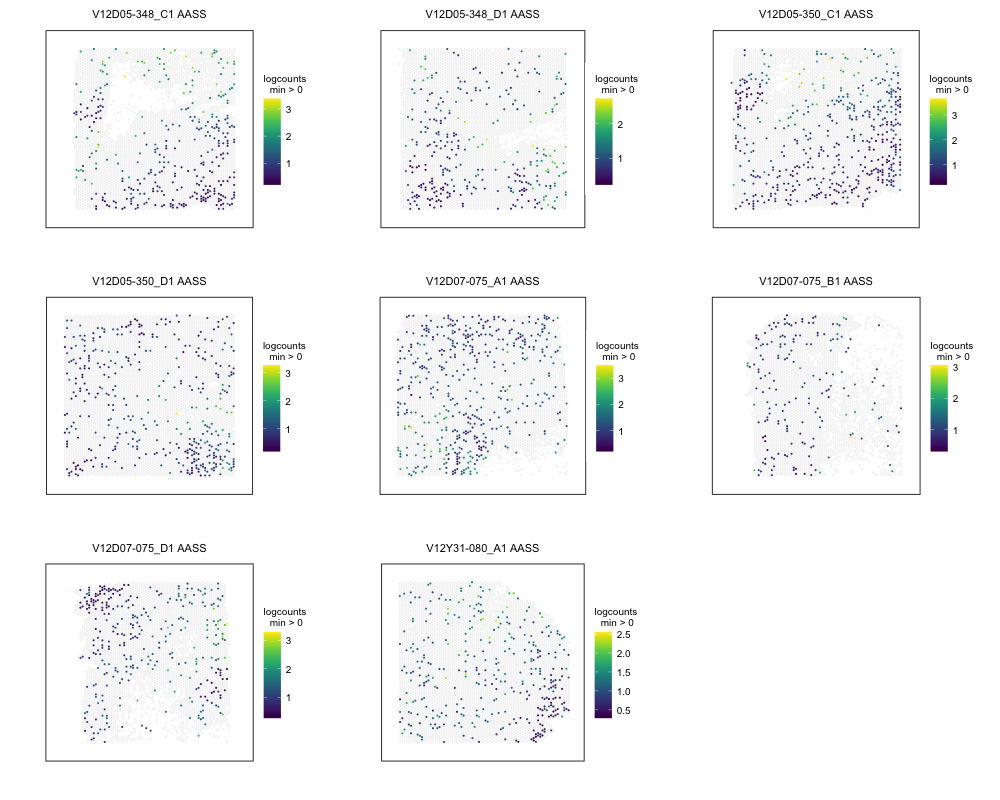 V12D05-348_C1 AASS
logcounts
min > 0
3
2
1
V12D05-348_D1 AASS
logcounts
min > 0
2
1
V12D05-350_C1 AASS
logcounts
min > 0
3
2
1
V12D05-350_D1 AASS
logcounts
min > 0
3
2
1
V12D07-075_A1 AASS
logcounts
min > 0
3
2
1
V12D07-075_B1 AASS
logcounts
min > 0
3
2
1
V12D07-075_D1 AASS
logcounts
min > 0
3
2
1
V12Y31-080_A1 AASS
logcounts
min > 0
2.5
2.0
1.5
1.0
0.5